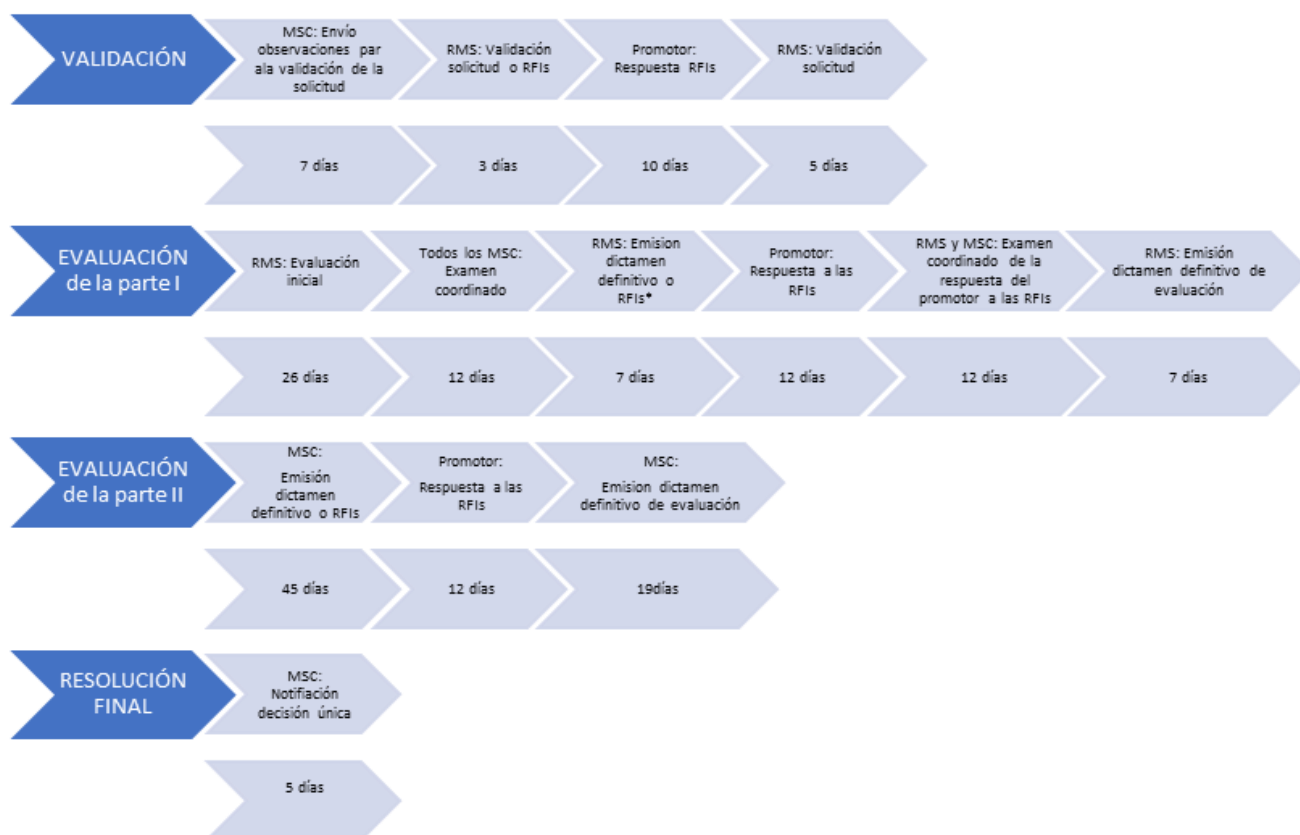 VALIDACIÓN
MSC: Envío
observaciones par
ala validación de la
solicitud
RMS: Validación
solicitud o RFIs
Promotor:
Respuesta RFIs
RMS: Validación
solicitud
7 días
3 días
10 días
5 días
EVALUACIÓN
de la parte I
RMS: Evaluación
inicial
Todos los MSC:
Examen
coordinado
RMS: Emision
dictamen
definitivo o
RFIs*
Promotor:
Respuesta a las
RFIs
RMS y MSC: Examen
coordinado de la
respuesta del
promotor a las RFIs
RMS: Emisión
dictamen definitivo de
evaluación
26 días
12 días
7 días
12 días
12 días
7 días
EVALUACIÓN
de la parte II
MSC:
Emisión
dictamen
definitivo o RFIs
Promotor:
Respuesta a las
RFIs
MSC:
Emision dictamen
definitivo de evaluación
45 días
12 días
19días
RESOLUCIÓN
FINAL
MSC:
Notifiación
decisión única
5 días